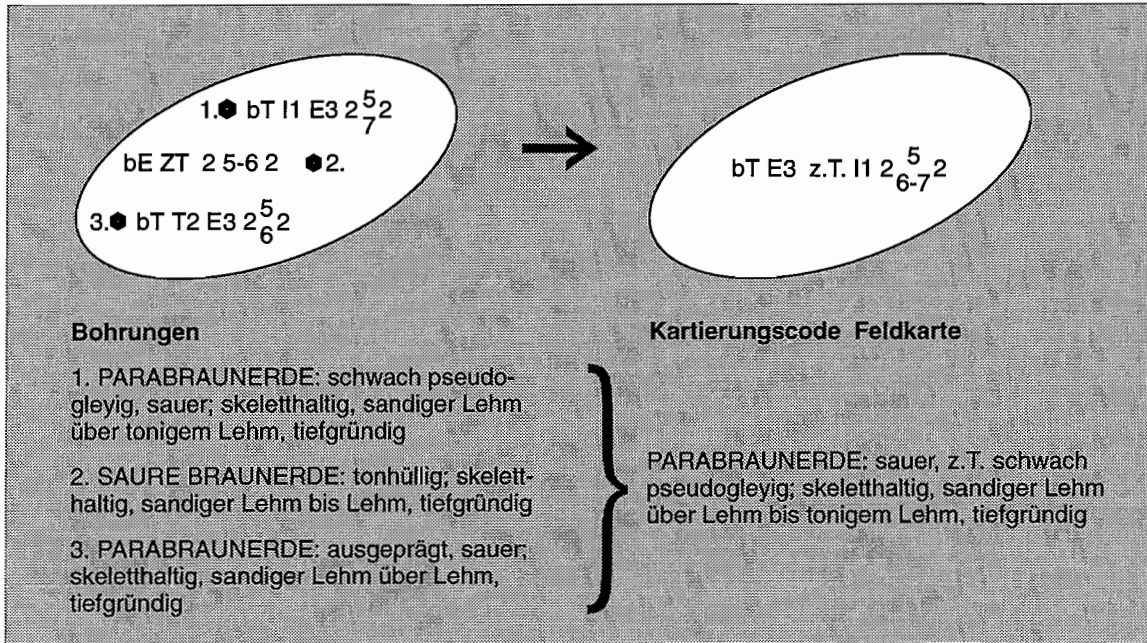 1. bT I1 E3 2 5/7 2
bE ZT 2 5-6 2 2.
3. bT T2 E3 2 5/6 2
bT E3 z.T. I1 2 5/6-7 2
Bohrungen
1. PARABRAUNERDE: schwach pseudo-
gleyig, sauer; skeletthaltig, sandiger Lehm
über tonigem Lehm, tiefgründig
2. SAURE BRAUNERDE: tonhüllig; skelett-
haltig, sandiger Lehm bis Lehm, tiefgründig
3. PARABRAUNERDE: ausgeprägt, sauer;
skeletthaltig, sandiger Lehm über Lehm,
tiefgründig
Kartierungscode Feldkarte
PARABRAUNERDE: sauer, z.T. schwach
pseudogleyig; skeletthaltig, sandiger Lehm
über Lehm bis tonigem Lehm, tiefgründig